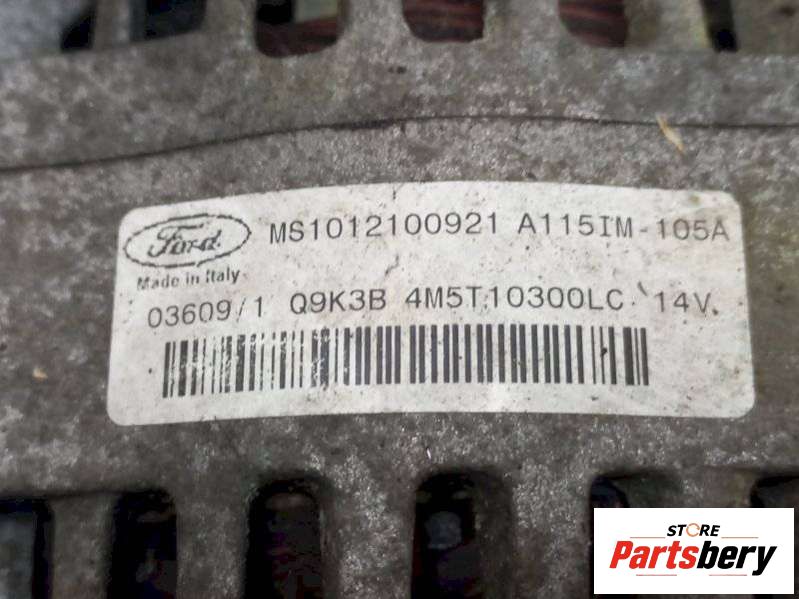 Ford MS1012100921 A115IM-105A
Made in Italy
03609/1 Q9K3B 4M5T10300LC 14V.
STORE
Partsbery